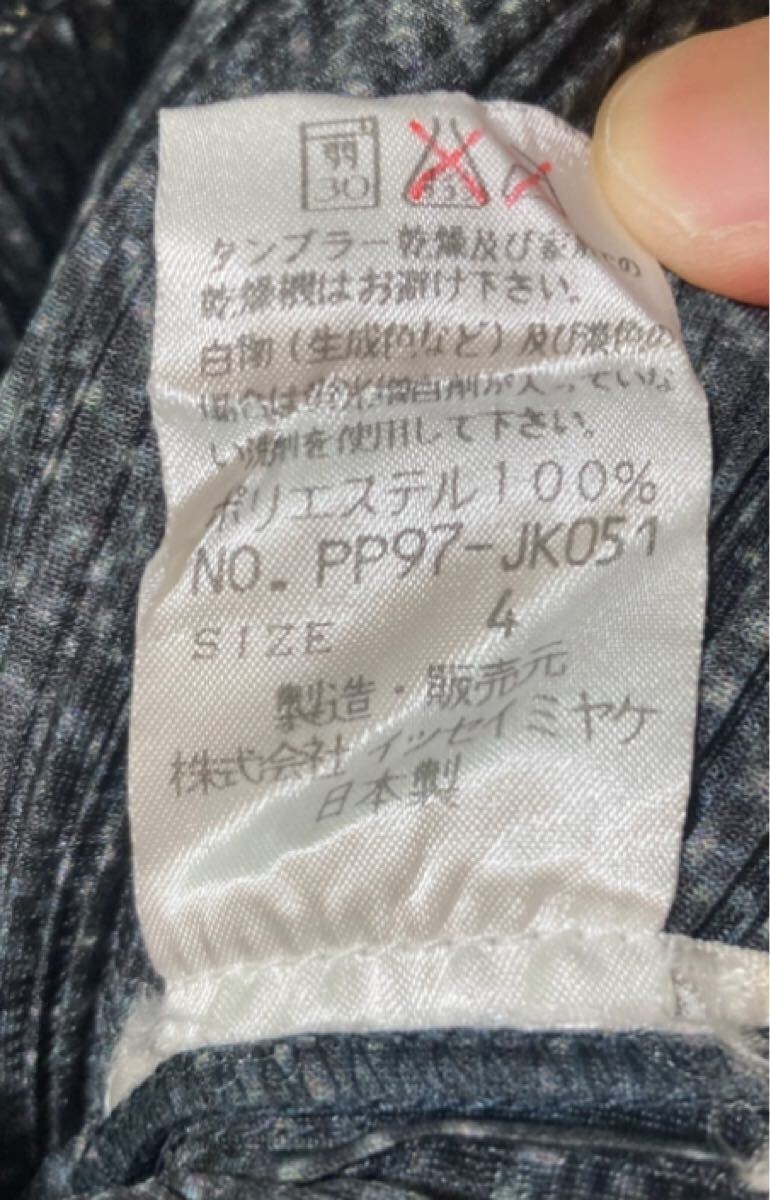 弱
30
タンブラー乾燥及び
乾燥機はお避け下さい。
白物（生成色など）及び淡色の
場合は蛍光増白剤が入っていな
い洗剤を使用して下さい。
ポリエステル100%
NO. PP97-JK051
SIZE 4
製造・販売元
株式会社イッセイミヤケ
日本製